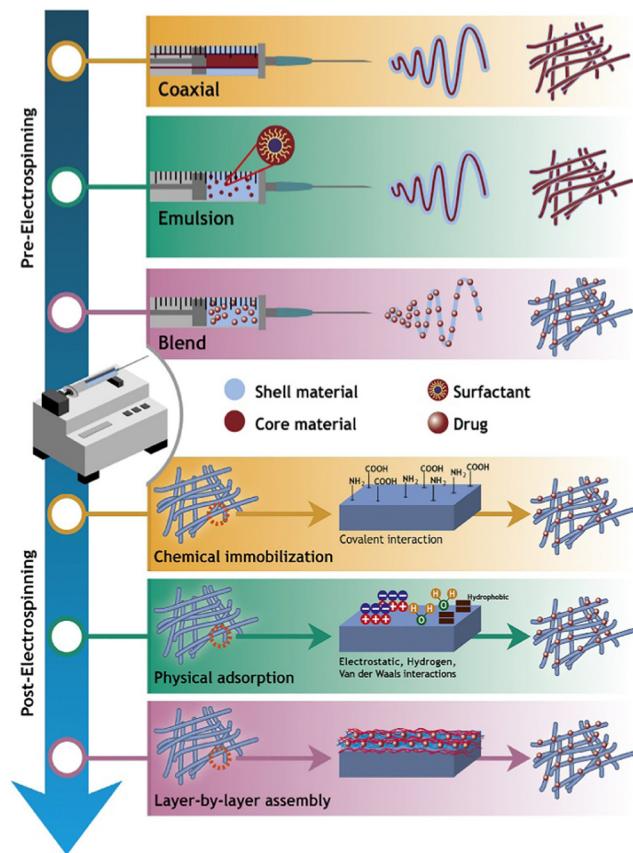 Pre-Electrospinning
Coaxial
Emulsion
Blend
Shell material
Surfactant
Core material
Drug
Post-Electrospinning
COOH
COOH
NH2
NH2
COOH
NH2
COOH
NH2
Covalent interaction
Chemical immobilization
H
H
H
H
O
O
Hydrophobic
Electrostatic, Hydrogen,
Van der Waals interactions
Physical adsorption
Layer-by-layer assembly